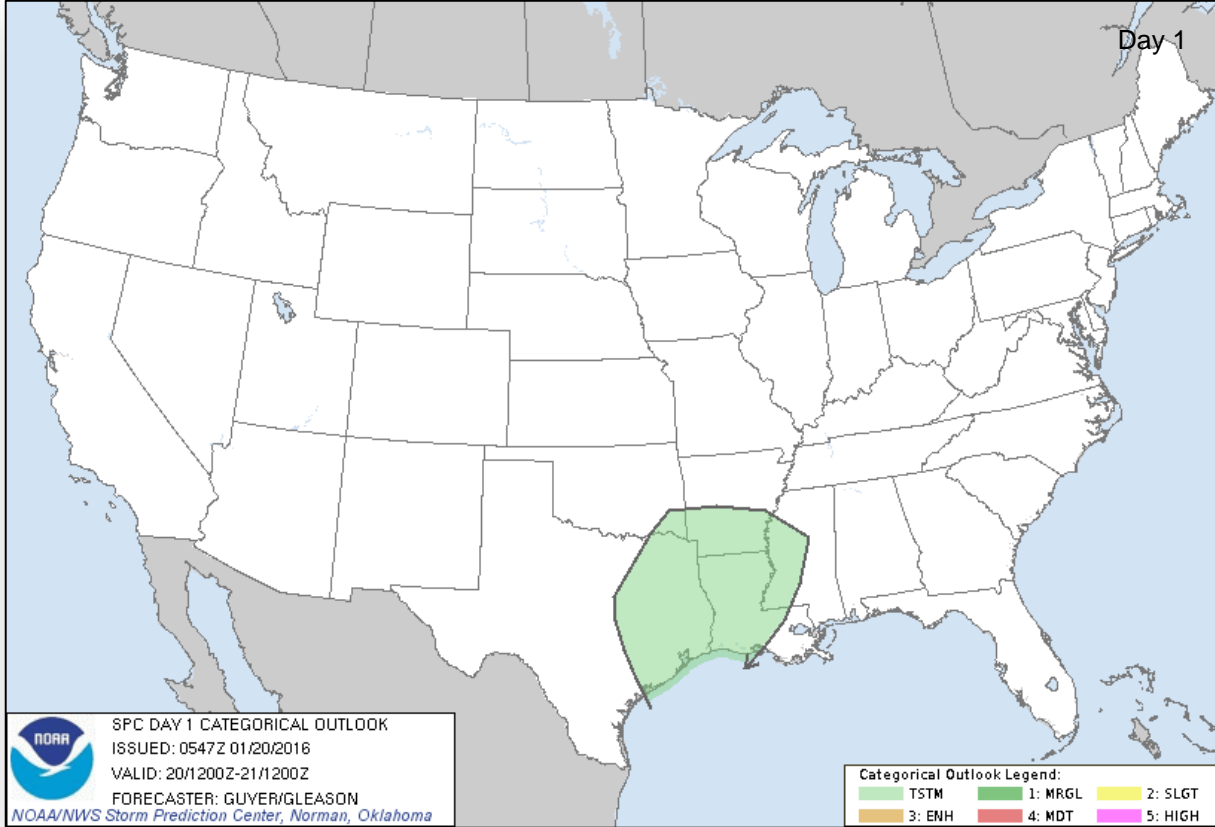 Day 1
NOAA
SPC DAY 1 CATEGORICAL OUTLOOK
ISSUED: 0547Z 01/20/2016
VALID: 20/1200Z-21/1200Z
FORECASTER: GUYER/GLEASON
NOAA/NWS Storm Prediction Center, Norman, Oklahoma
Categorical Outlook Legend:
TSTM 1: MRGL 2: SLGT
3: ENH 4: MDT 5: HIGH